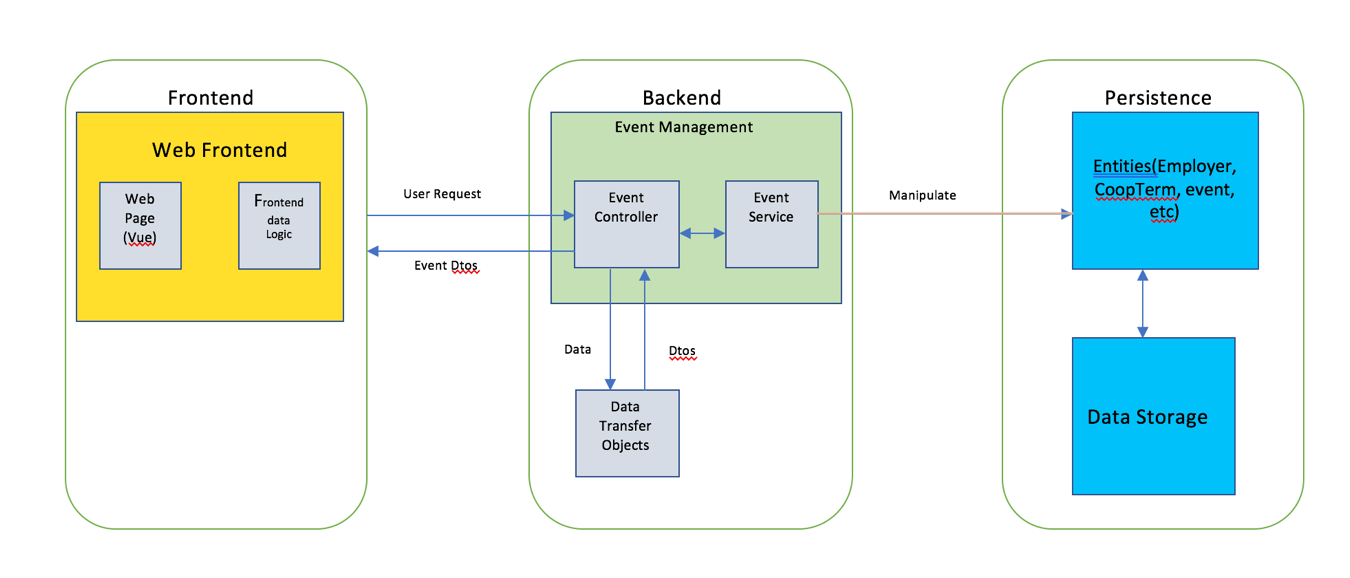 Frontend
Web Frontend
Web
Page
(Vue)
Frontend
data
Logic
User Request
Event Dtos
Backend
Event Management
Event
Controller
Event
Service
Data
Dtos
Data
Transfer
Objects
Manipulate
Persistence
Entities(Employer,
CoopTerm, event,
etc)
Data Storage